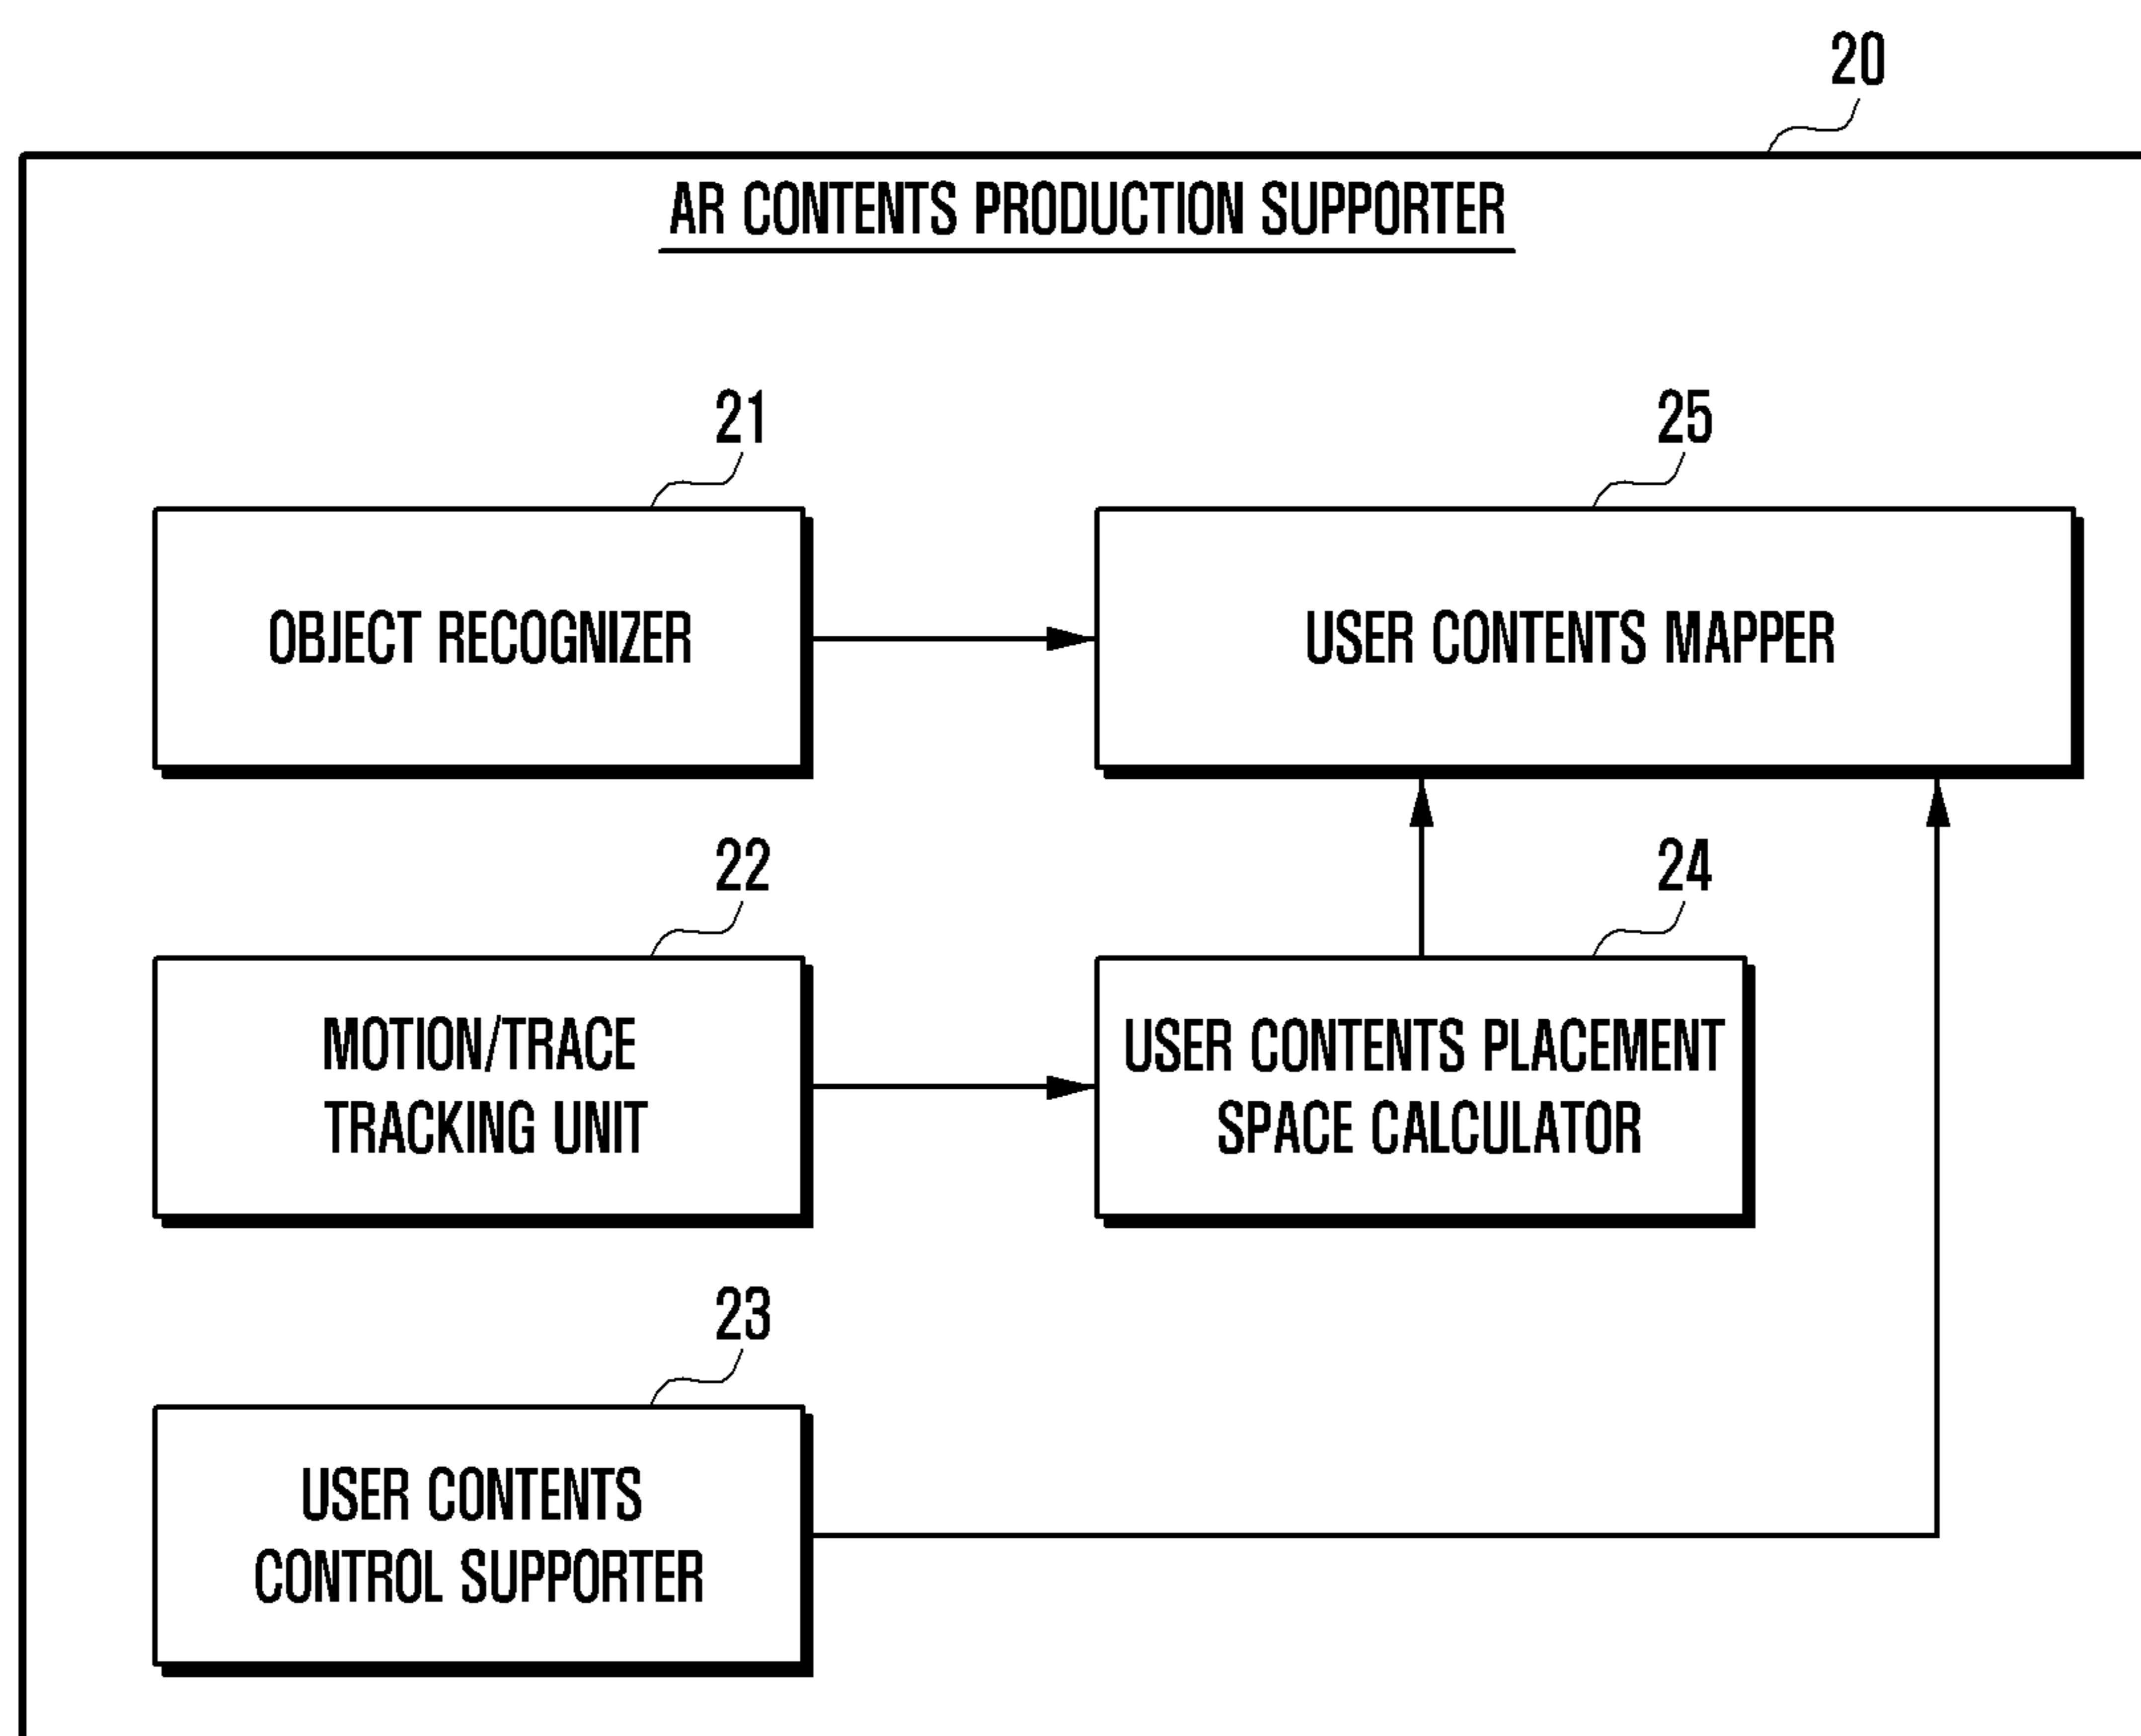 20
AR CONTENTS PRODUCTION SUPPORTER
21
25
OBJECT RECOGNIZER
USER CONTENTS MAPPER
22
24
MOTION/TRACE
TRACKING UNIT
USER CONTENTS PLACEMENT
SPACE CALCULATOR
23
USER CONTENTS
CONTROL SUPPORTER